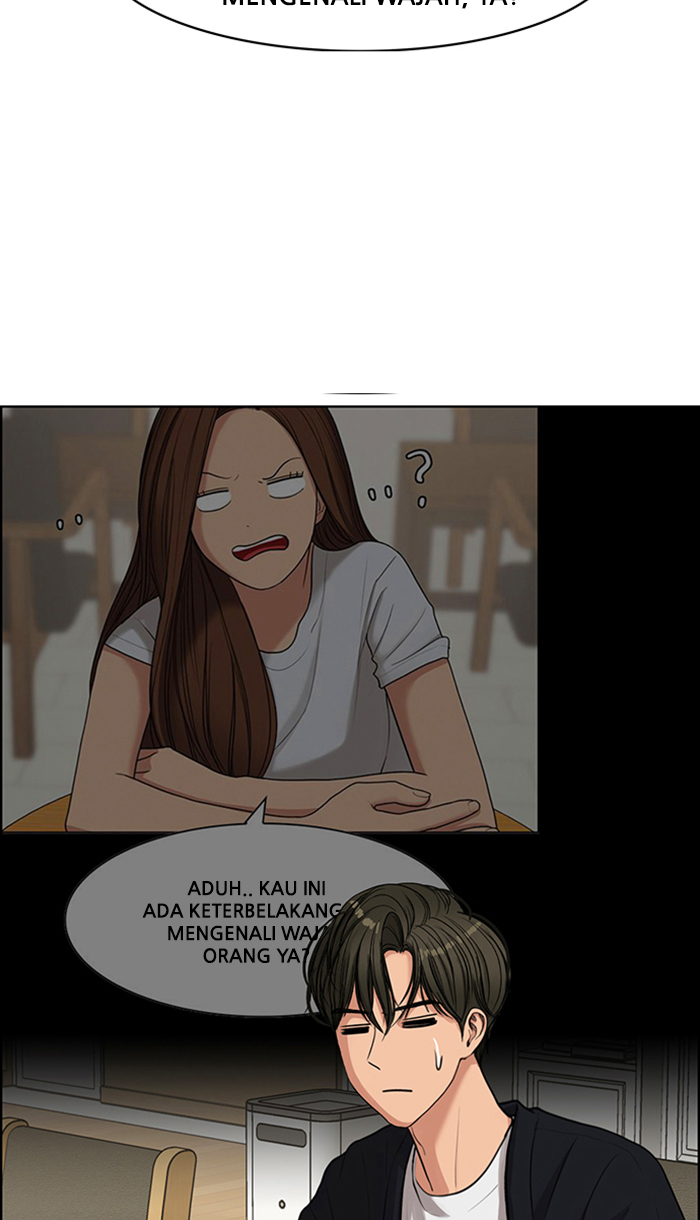 MENGENALI WAJAH, YA?
?
ADUH.. KAU INI
ADA KETERBELAKANG
MENGENALI WAJ
ORANG YA?